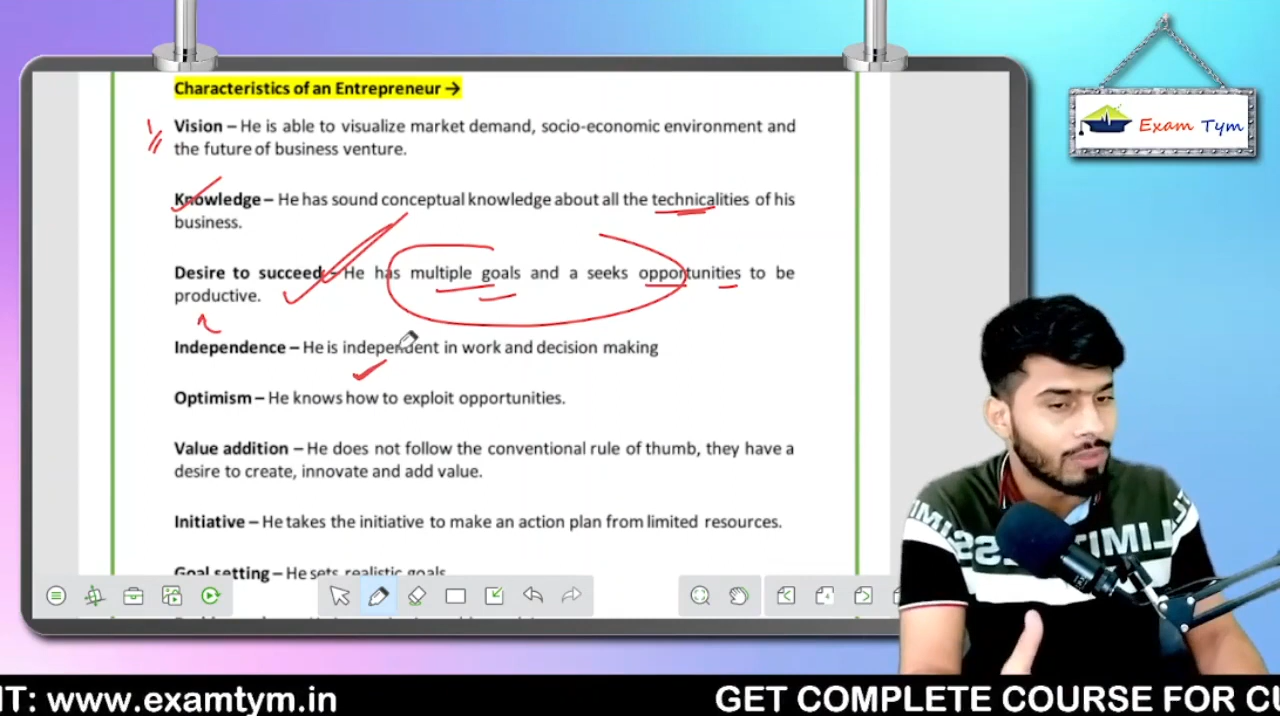 Characteristics of an Entrepreneur →
Vision – He is able to visualize market demand, socio-economic environment and
the future of business venture.
Knowledge – He has sound conceptual knowledge about all the technicalities of his
business.
Desire to succeed – He has multiple goals and a seeks opportunities to be
productive.
Independence – He is independent in work and decision making
Optimism – He knows how to exploit opportunities.
Value addition – He does not follow the conventional rule of thumb, they have a
desire to create, innovate and add value.
Initiative – He takes the initiative to make an action plan from limited resources.
Goal setting – He sets realistic goals
Exam Tym
IT: www.examtym.in
GET COMPLETE COURSE FOR CU